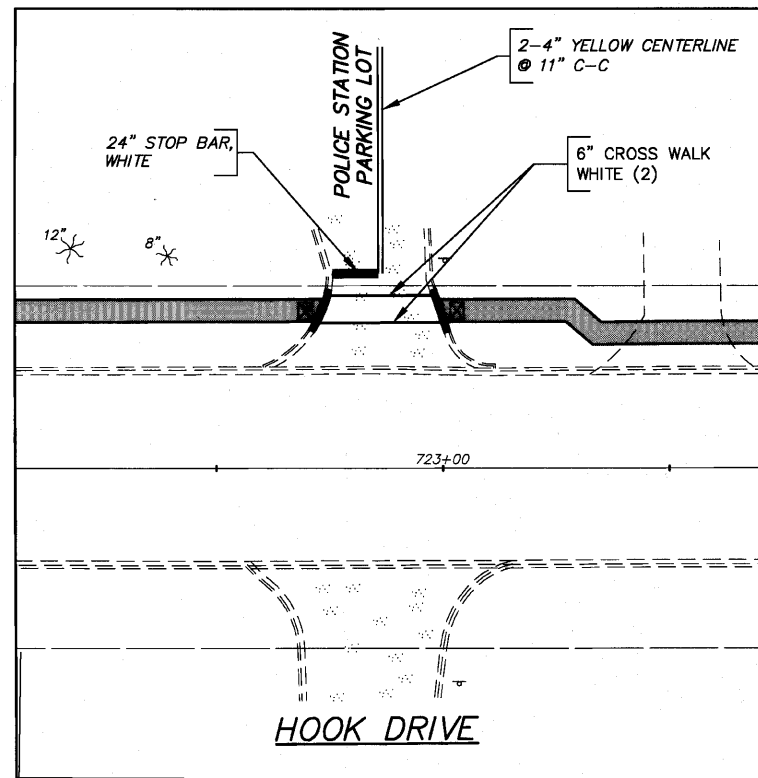 2-4" YELLOW CENTERLINE
@ 11" C-C
POLICE STATION
PARKING LOT
24" STOP BAR,
WHITE
6" CROSS WALK
WHITE (2)
12"
8"
723+00
HOOK DRIVE